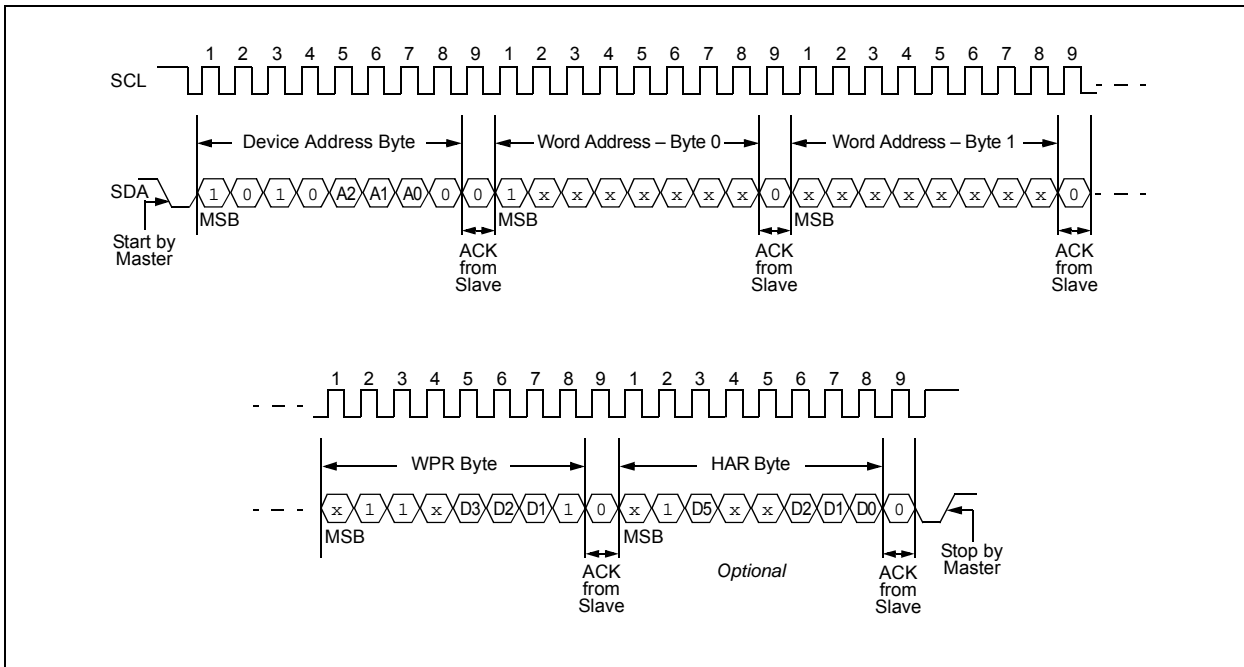 1 2 3 4 5 6 7 8 9 1 2 3 4 5 6 7 8 9 1 2 3 4 5 6 7 8 9
SCL
Device Address Byte Word Address – Byte 0 Word Address – Byte 1
SDA 1 0 1 0 A2 A1 A0 0 0 1 x x x x x x x 0 x x x x x x x x 0
MSB MSB MSB
Start by
Master
ACK
from
Slave
ACK
from
Slave
ACK
from
Slave
1 2 3 4 5 6 7 8 9 1 2 3 4 5 6 7 8 9
WPR Byte HAR Byte
x 1 1 x D3 D2 D1 1 0 x 1 D5 x x D2 D1 D0 0
MSB MSB
ACK
from
Slave
Optional
ACK
from
Slave
Stop by
Master